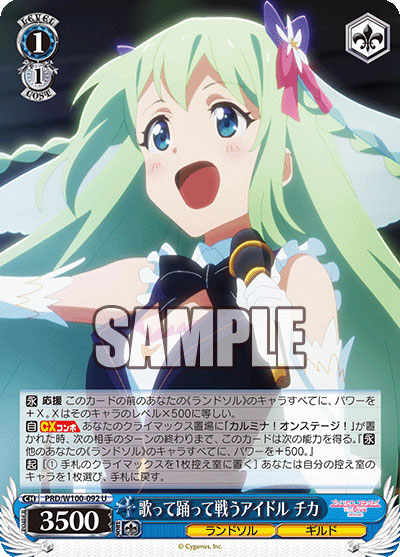 LEVEL
1
1
COST
SAMPLE
永 応援 このカードの前のあなたの《ランドソル》のキャラすべてに、パワーを
+X。Xはそのキャラのレベル×500に等しい。
自 CXコンボ あなたのクライマックス置場に「カルミナ!オンステージ!」が置
かれた時、次の相手のターンの終わりまで、このカードは次の能力を得る。『
永 あなたの《ランドソル》のキャラすべてに、パワーを+500。』
起 [① 手札のクライマックスを1枚控え室に置く] あなたは自分の控え室の
キャラを1枚選び、手札に戻す。
CH PRD/W100-092 U
3500
歌って踊って戦うアイドル チカ
ランドソル
ギルド
© Cygames, Inc.